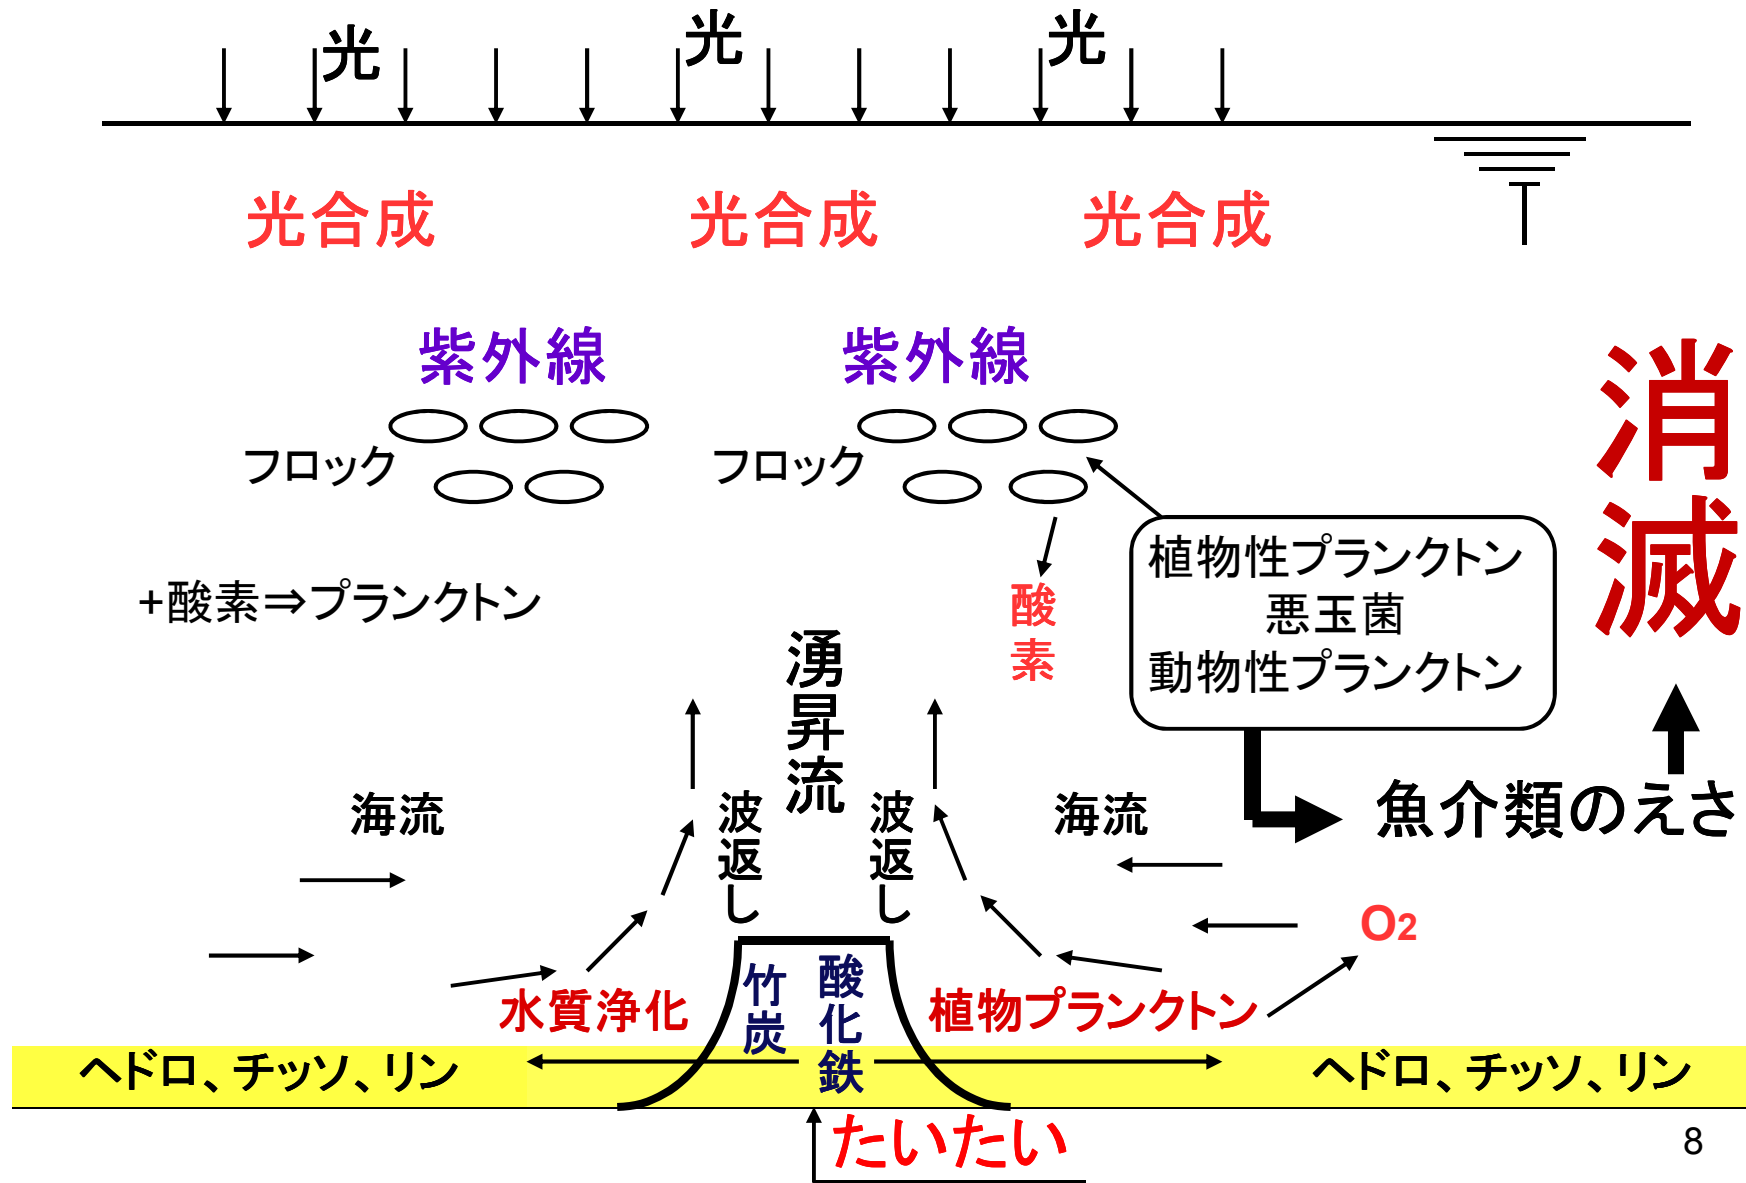 光 光 光
光合成 光合成 光合成
紫外線 紫外線
フロック フロック
消滅
植物性プランクトン
悪玉菌
動物性プランクトン
+酸素⇒プランクトン
酸素
湧昇流
海流 波返し 波返し 海流
魚介類のえさ
O2
竹炭 酸化鉄
水質浄化 植物プランクトン
ヘドロ、チッソ、リン ヘドロ、チッソ、リン
たいたい
8